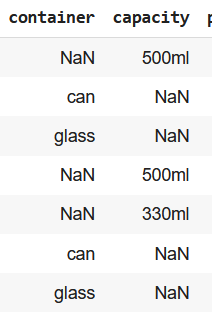 container capacity p
NaN 500ml
can NaN
glass NaN
NaN 500ml
NaN 330ml
can NaN
glass NaN